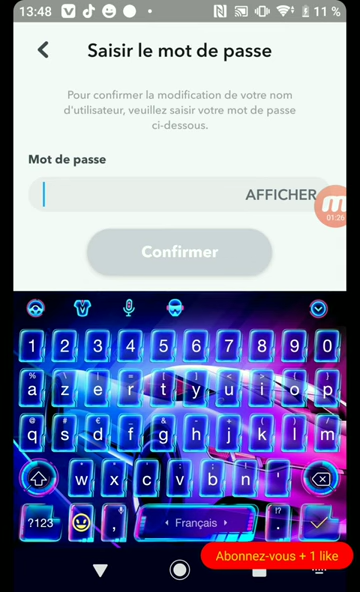 13:48
11 %
Saisir le mot de passe
Pour confirmer la modification de votre nom
d'utilisateur, veuillez saisir votre mot de passe
ci-dessous.
Mot de passe
AFFICHER
01:26
Confirmer
1 2 3 4 5 6 7 8 9 0
a z e r t y u i o p
q s d f g h j k l m
w x c v b n '
?123 , Français !? .
Abonnez-vous + 1 like